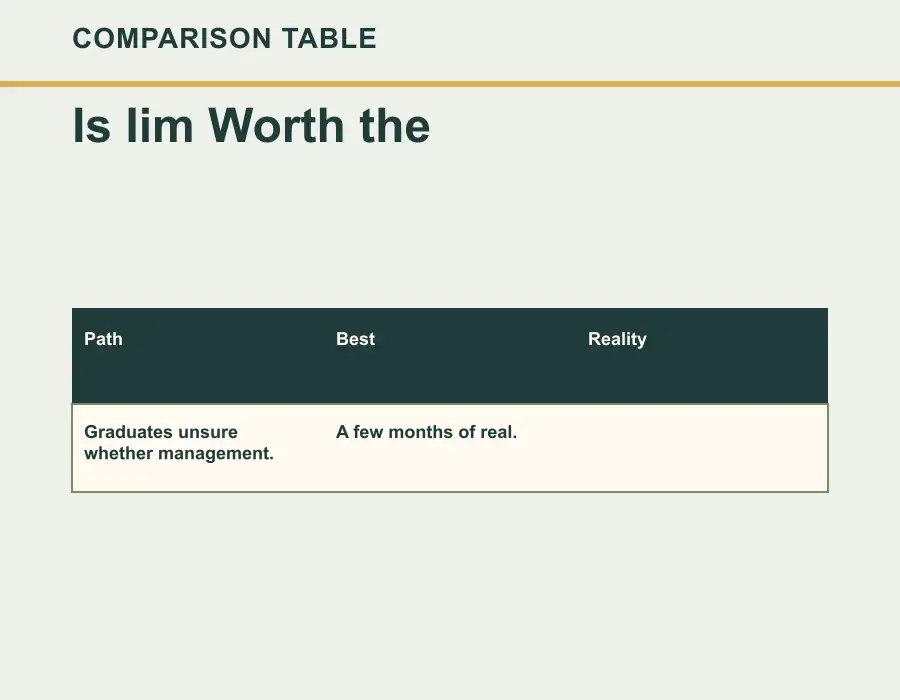 COMPARISON TABLE
Is Iim Worth the
Path Best Reality
Graduates unsure A few months of real.
whether management.